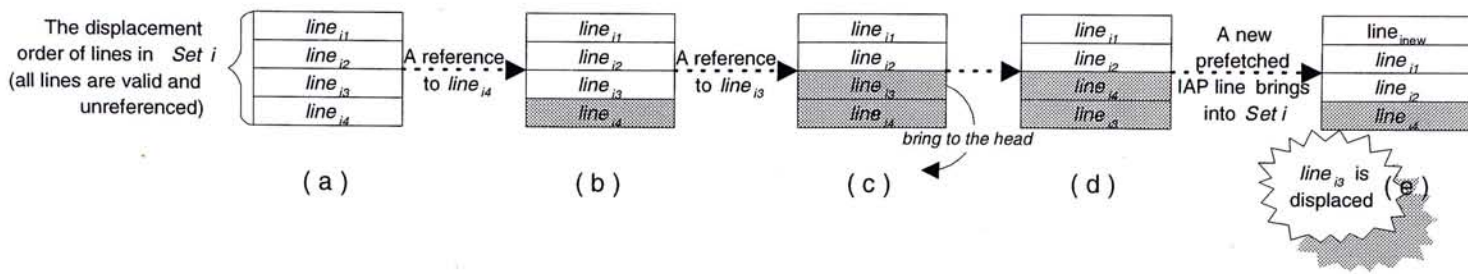 The displacement
order of lines in Set i
(all lines are valid and
unreferenced)
line i1
line i2
line i3
line i4
(a)
A reference
to line i4
line i1
line i2
line i3
line i4
(b)
A reference
to line i3
line i1
line i2
line i3
line i4
bring to the head
(c)
line i1
line i2
line i4
line i3
(d)
A new
prefetched
IAP line brings
into Set i
line inew
line i1
line i2
line i4
line i3 is
displaced
(e)